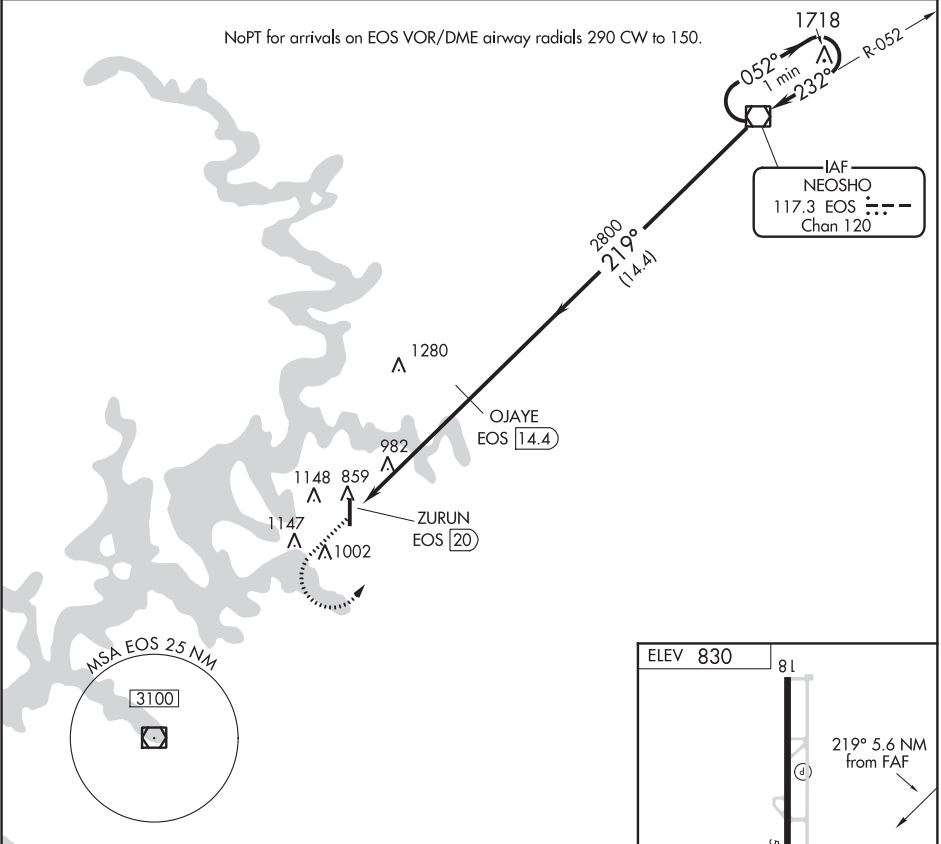 NoPT for arrivals on EOS VOR/DME airway radials 290 CW to 150.
1718
R-052
052°
1 min
232°
IAF
NEOSHO
117.3 EOS
Chan 120
2800
219°
(14.4)
1280
OJAYE
EOS 14.4
982
1148
859
ZURUN
EOS 20
1147
1002
MSA EOS 25 NM
3100
ELEV 830
18
219° 5.6 NM
from FAF
P